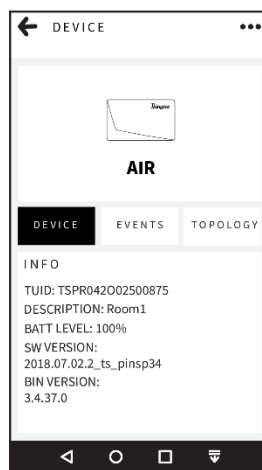 DEVICE
Thingsee
AIR
DEVICE EVENTS TOPOLOGY
INFO
TUID: TSPR042O02500875
DESCRIPTION: Room1
BATT LEVEL: 100%
SW VERSION:
2018.07.02.2_ts_pinsp34
BIN VERSION:
3.4.37.0